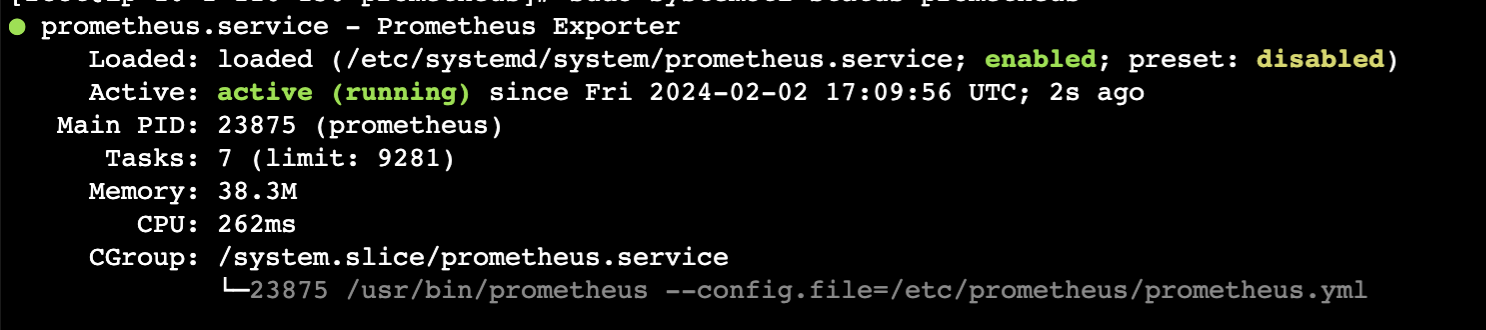 ● prometheus.service - Prometheus Exporter
Loaded: loaded (/etc/systemd/system/prometheus.service; enabled; preset: disabled)
Active: active (running) since Fri 2024-02-02 17:09:56 UTC; 2s ago
Main PID: 23875 (prometheus)
Tasks: 7 (limit: 9281)
Memory: 38.3M
CPU: 262ms
CGroup: /system.slice/prometheus.service
└─23875 /usr/bin/prometheus --config.file=/etc/prometheus/prometheus.yml